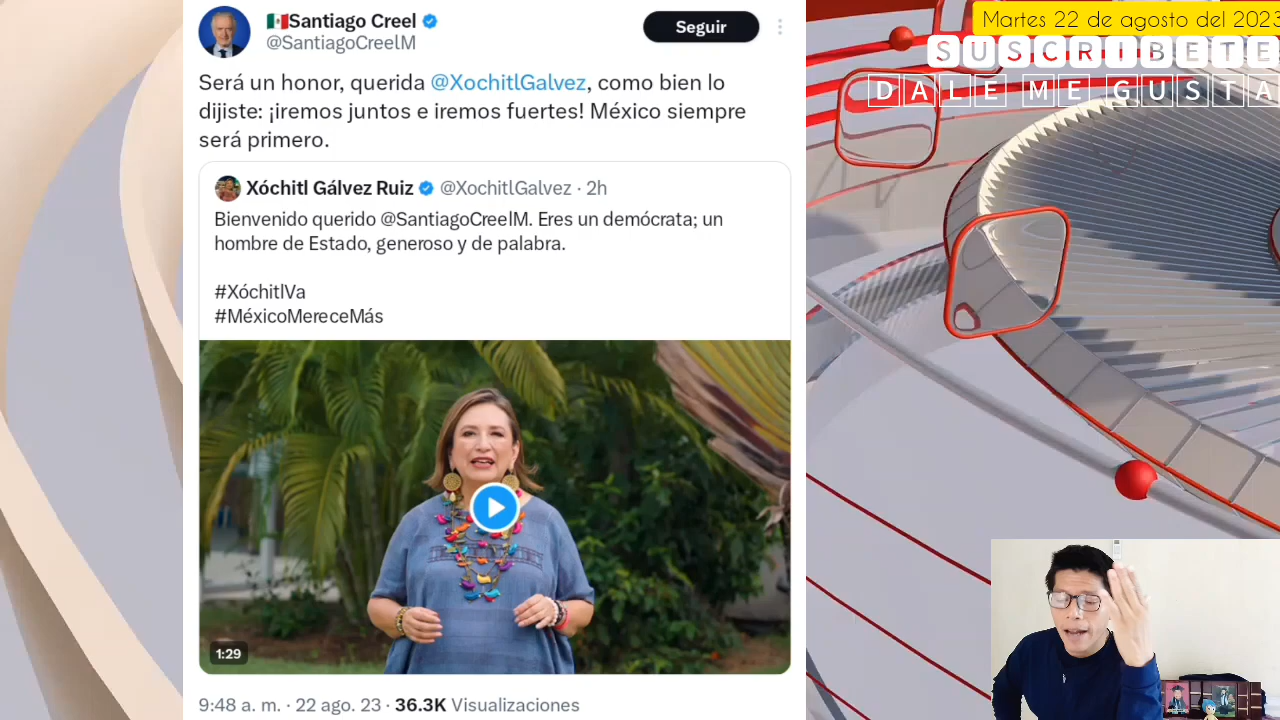 🇲🇽Santiago Creel
@SantiagoCreelM
Seguir
Será un honor, querida @XochitlGalvez, como bien lo
dijiste: ¡iremos juntos e iremos fuertes! México siempre
será primero.
Xóchitl Gálvez Ruiz @XochitlGalvez · 2h
Bienvenido querido @SantiagoCreelM. Eres un demócrata; un
hombre de Estado, generoso y de palabra.
#XóchitlVa
#MéxicoMereceMás
1:29
9:48 a. m. · 22 ago. 23 · 36.3K Visualizaciones
Martes 22 de agosto del 2023
SUSCRIBETE
DALE ME GUSTA